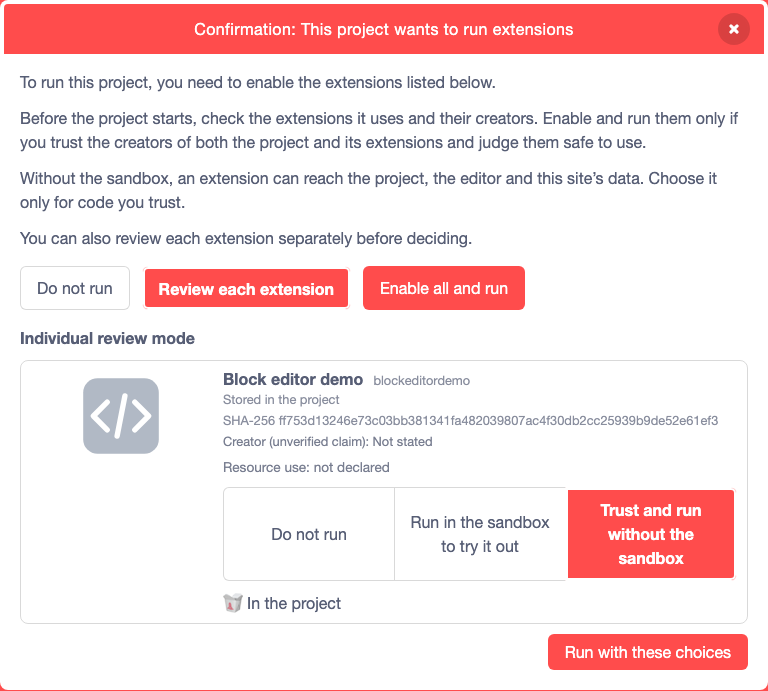 Confirmation: This project wants to run extensions
To run this project, you need to enable the extensions listed below.
Before the project starts, check the extensions it uses and their creators. Enable and run them only if
you trust the creators of both the project and its extensions and judge them safe to use.
Without the sandbox, an extension can reach the project, the editor and this site’s data. Choose it
only for code you trust.
You can also review each extension separately before deciding.
Do not run
Review each extension
Enable all and run
Individual review mode
Block editor demo blockeditordemo
Stored in the project
SHA-256 ff753d13246e73c03bb381341fa482039807ac4f30db2cc25939b9de52e61ef3
Creator (unverified claim): Not stated
Resource use: not declared
Do not run
Run in the sandbox
to try it out
Trust and run
without the
sandbox
In the project
Run with these choices